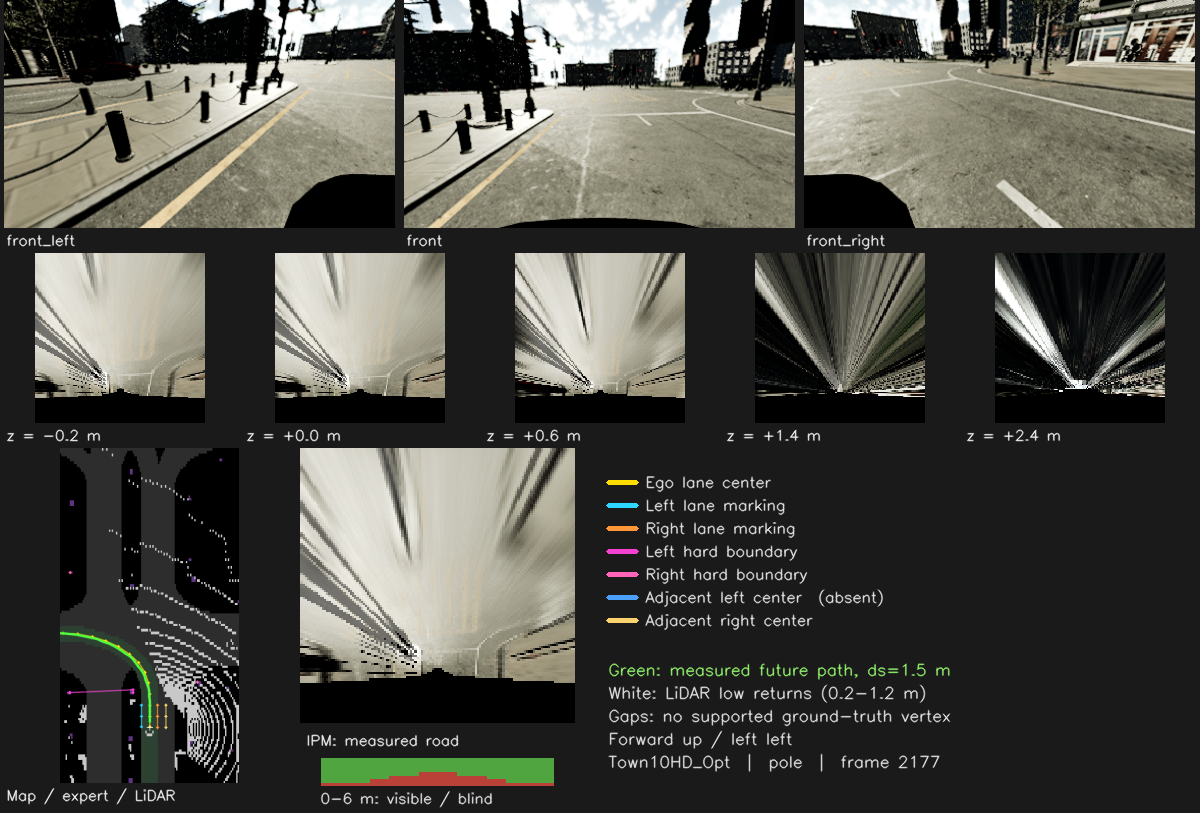 front_left
front
front_right
z = −0.2 m
z = +0.0 m
z = +0.6 m
z = +1.4 m
z = +2.4 m
Ego lane center
Left lane marking
Right lane marking
Left hard boundary
Right hard boundary
Adjacent left center (absent)
Adjacent right center
Green: measured future path, ds=1.5 m
White: LiDAR low returns (0.2−1.2 m)
Gaps: no supported ground−truth vertex
Forward up / left left
Town10HD_Opt | pole | frame 2177
IPM: measured road
0−6 m: visible / blind
Map / expert / LiDAR